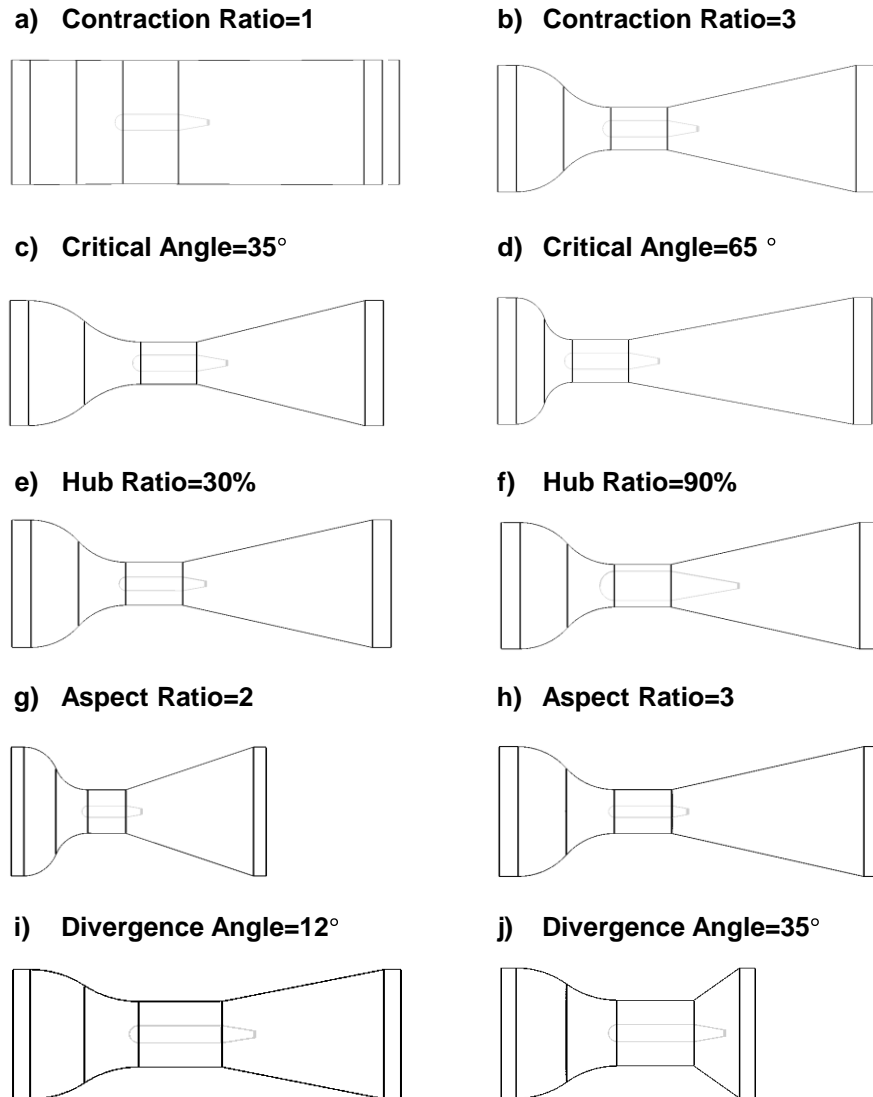 a) Contraction Ratio=1
b) Contraction Ratio=3
c) Critical Angle=35°
d) Critical Angle=65 °
e) Hub Ratio=30%
f) Hub Ratio=90%
g) Aspect Ratio=2
h) Aspect Ratio=3
i) Divergence Angle=12°
j) Divergence Angle=35°